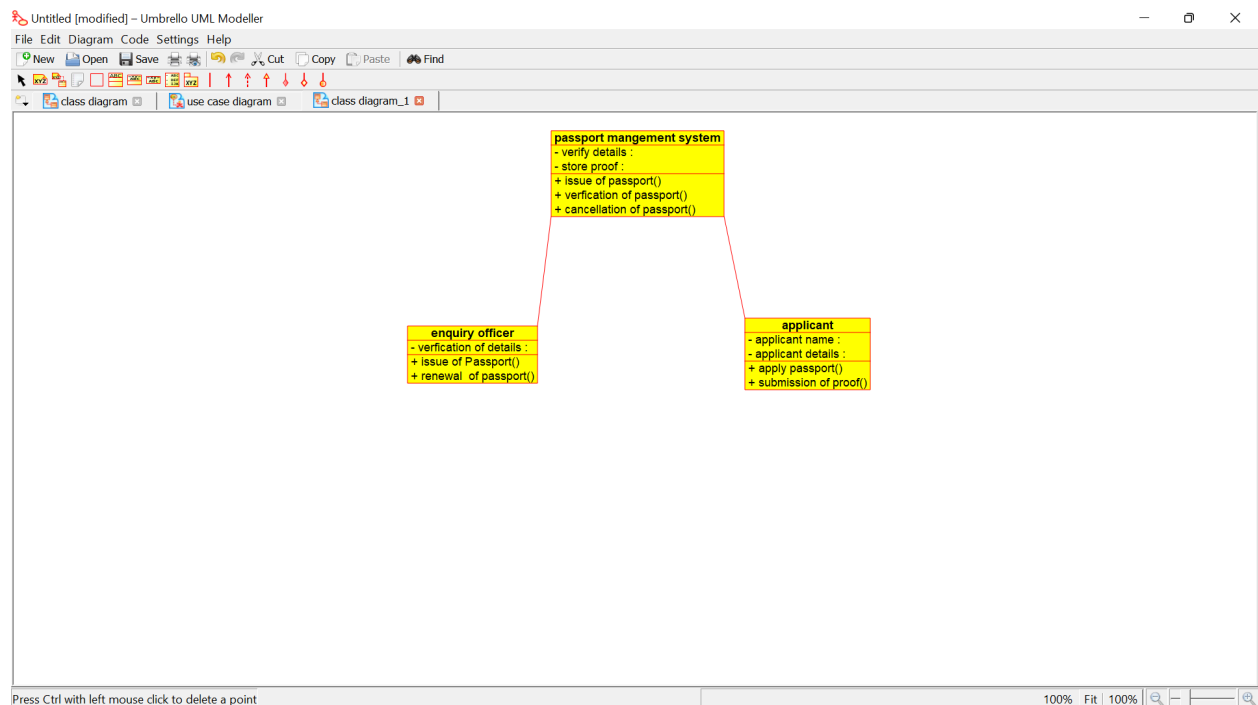 Untitled [modified] – Umbrello UML Modeller
File Edit Diagram Code Settings Help
New Open Save Cut Copy Paste Find
class diagram use case diagram class diagram_1
passport mangement system
- verify details :
- store proof :
+ issue of passport()
+ verfication of passport()
+ cancellation of passport()
enquiry officer
- verfication of details :
+ issue of Passport()
+ renewal of passport()
applicant
- applicant name :
- applicant details :
+ apply passport()
+ submission of proof()
Press Ctrl with left mouse click to delete a point
100% Fit 100%